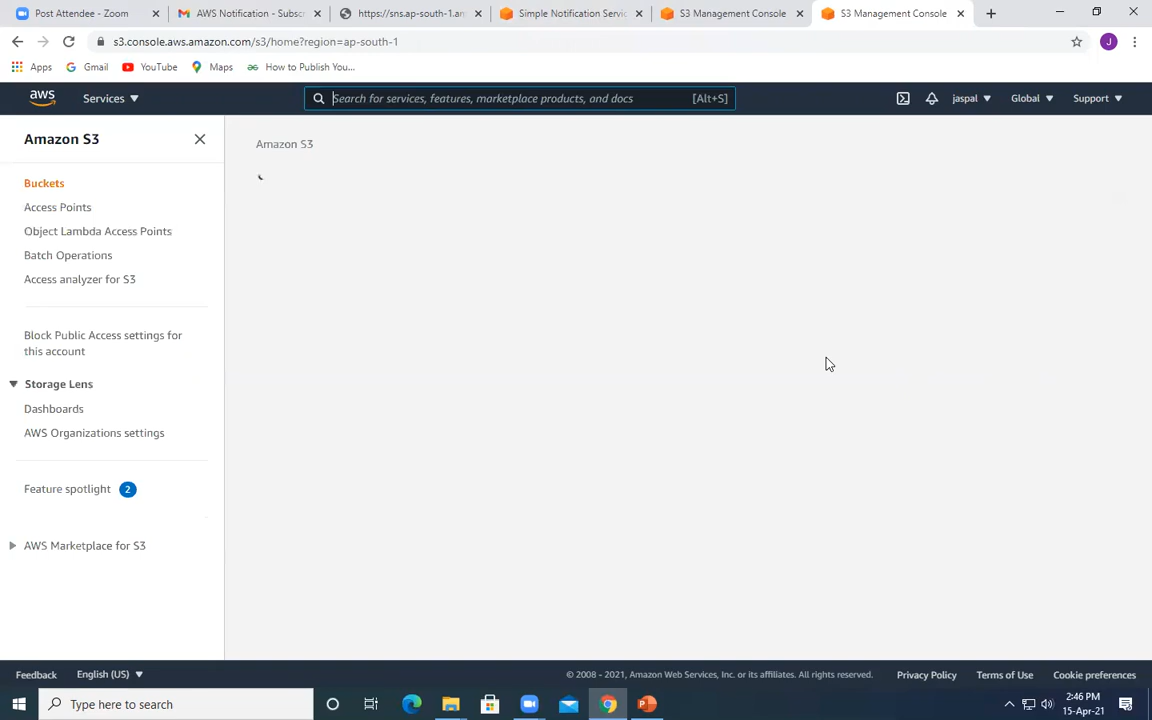 Post Attendee - Zoom
AWS Notification - Subscr
https://sns.ap-south-1.am
Simple Notification Servic
S3 Management Console
S3 Management Console
s3.console.aws.amazon.com/s3/home?region=ap-south-1
J
Apps
Gmail
YouTube
Maps
How to Publish You...
aws
Services
Search for services, features, marketplace products, and docs
[Alt+S]
jaspal
Global
Support
Amazon S3
Amazon S3
Buckets
Access Points
Object Lambda Access Points
Batch Operations
Access analyzer for S3
Block Public Access settings for
this account
Storage Lens
Dashboards
AWS Organizations settings
Feature spotlight 2
AWS Marketplace for S3
Feedback
English (US)
© 2008 - 2021, Amazon Web Services, Inc. or its affiliates. All rights reserved.
Privacy Policy
Terms of Use
Cookie preferences
Type here to search
2:46 PM
15-Apr-21